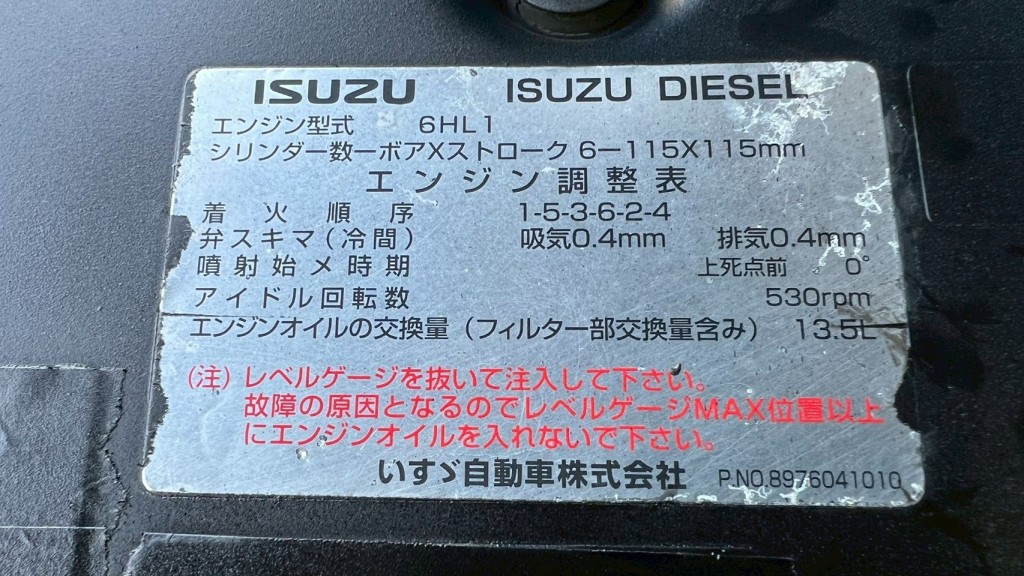 ISUZU ISUZU DIESEL
エンジン型式 6HL1
シリンダー数ーボアXストローク 6ー115X115mm
エンジン調整表
着火順序 1-5-3-6-2-4
弁スキマ(冷間) 吸気0.4mm 排気0.4mm
噴射始メ時期 上死点前 0°
アイドル回転数 530rpm
エンジンオイルの交換量(フィルター部交換量含み) 13.5L
(注)レベルゲージを抜いて注入して下さい。
故障の原因となるのでレベルゲージMAX位置以上
にエンジンオイルを入れないで下さい。
いすゞ自動車株式会社 P.NO.8976041010